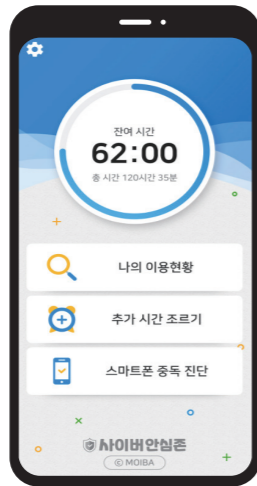 잔여 시간
62:00
총 시간 120시간 35분
나의 이용현황
추가 시간 조르기
스마트폰 중독 진단
사이버안심존
ⓒ MOIBA